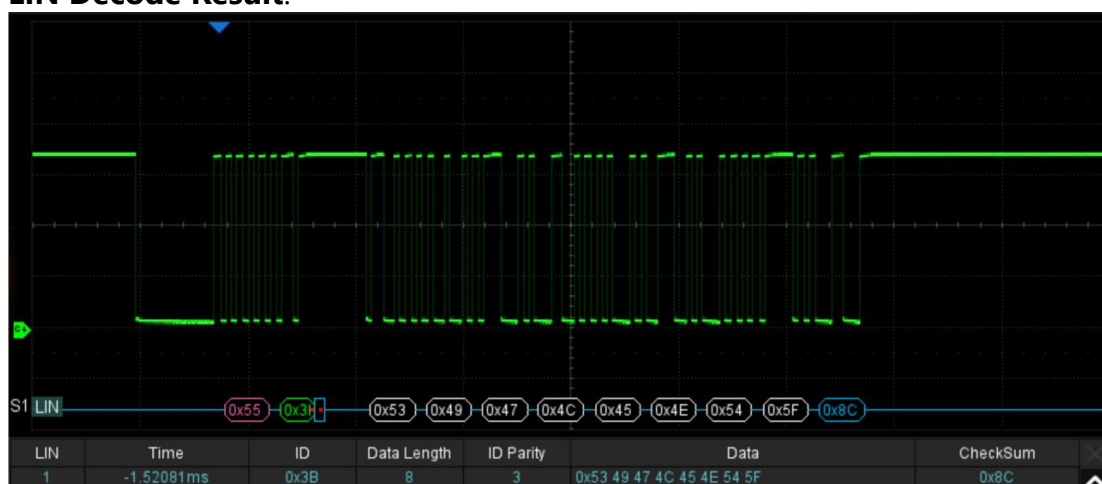 LIN Decode Result:
S1 LIN 0x55 0x3 0x53 0x49 0x47 0x4C 0x45 0x4E 0x54 0x5F 0x8C
LIN Time ID Data Length ID Parity Data CheckSum
1 -1.52081ms 0x3B 8 3 0x53 49 47 4C 45 4E 54 5F 0x8C